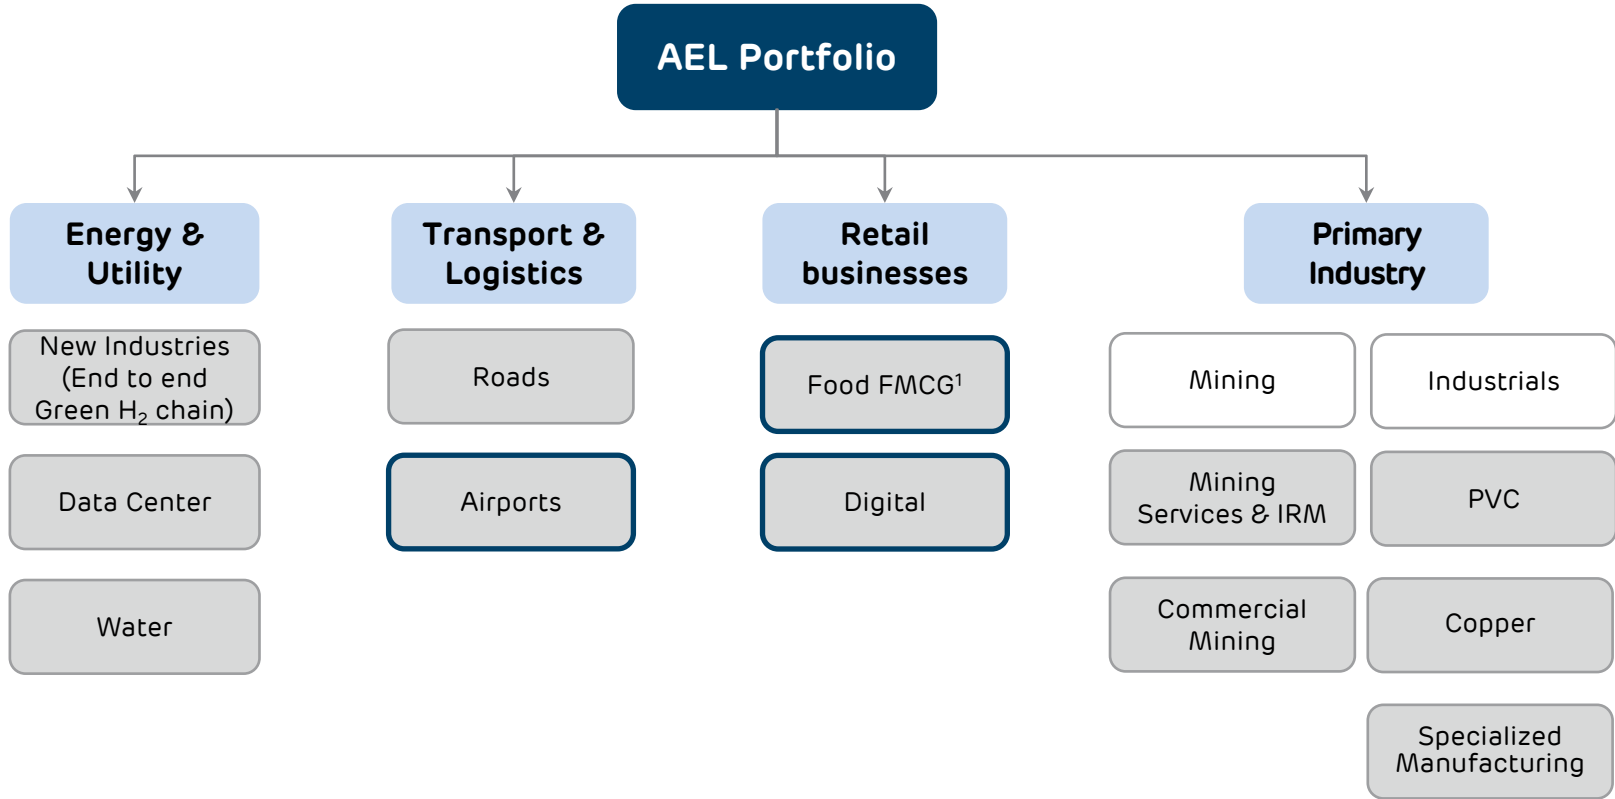 AEL Portfolio
Energy &
Utility
Transport &
Logistics
Retail
businesses
Primary
Industry
New Industries
(End to end
Green H₂ chain)
Data Center
Water
Roads
Airports
Food FMCG¹
Digital
Mining
Mining
Services & IRM
Commercial
Mining
Industrials
PVC
Copper
Specialized
Manufacturing